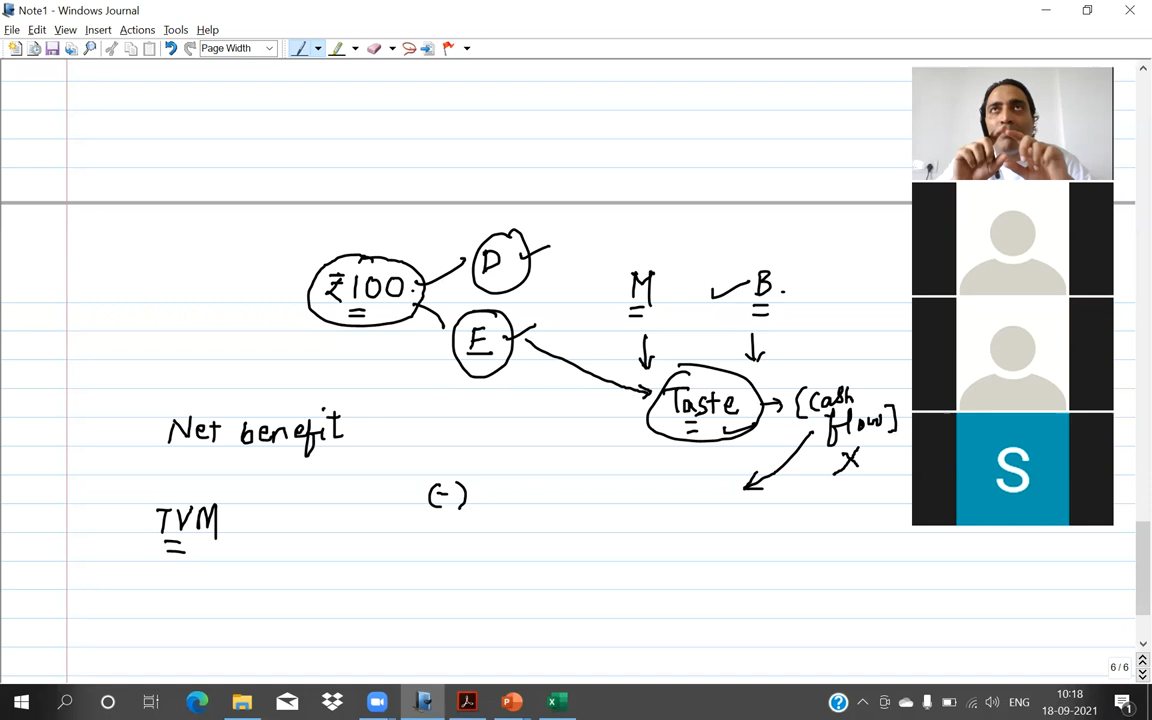 Note1 - Windows Journal
File Edit View Insert Actions Tools Help
Page Width
₹100.
D
E
M
B.
Taste
[Cash
flow]
X
Net benefit
(-)
TVM
S
6/6
ENG
10:18
18-09-2021
1